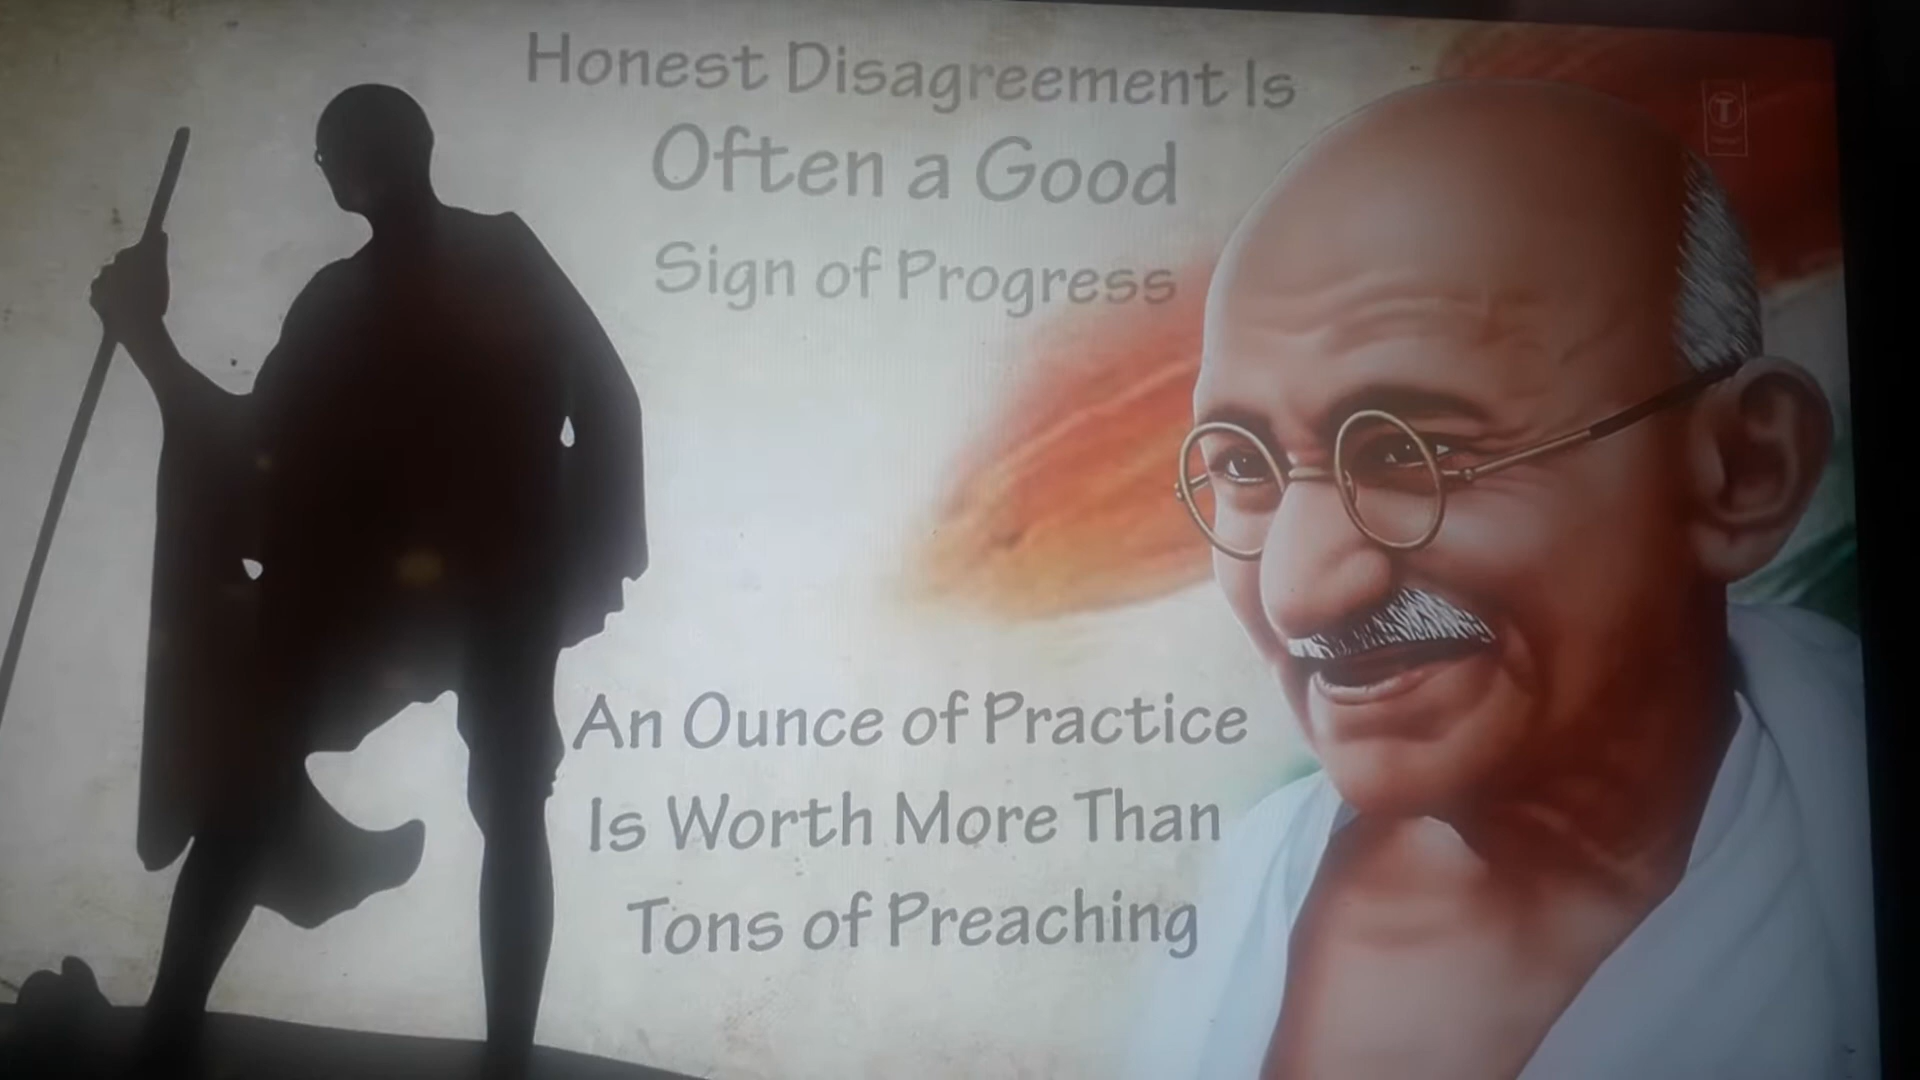 Honest Disagreement Is
Often a Good
Sign of Progress
An Ounce of Practice
Is Worth More Than
Tons of Preaching